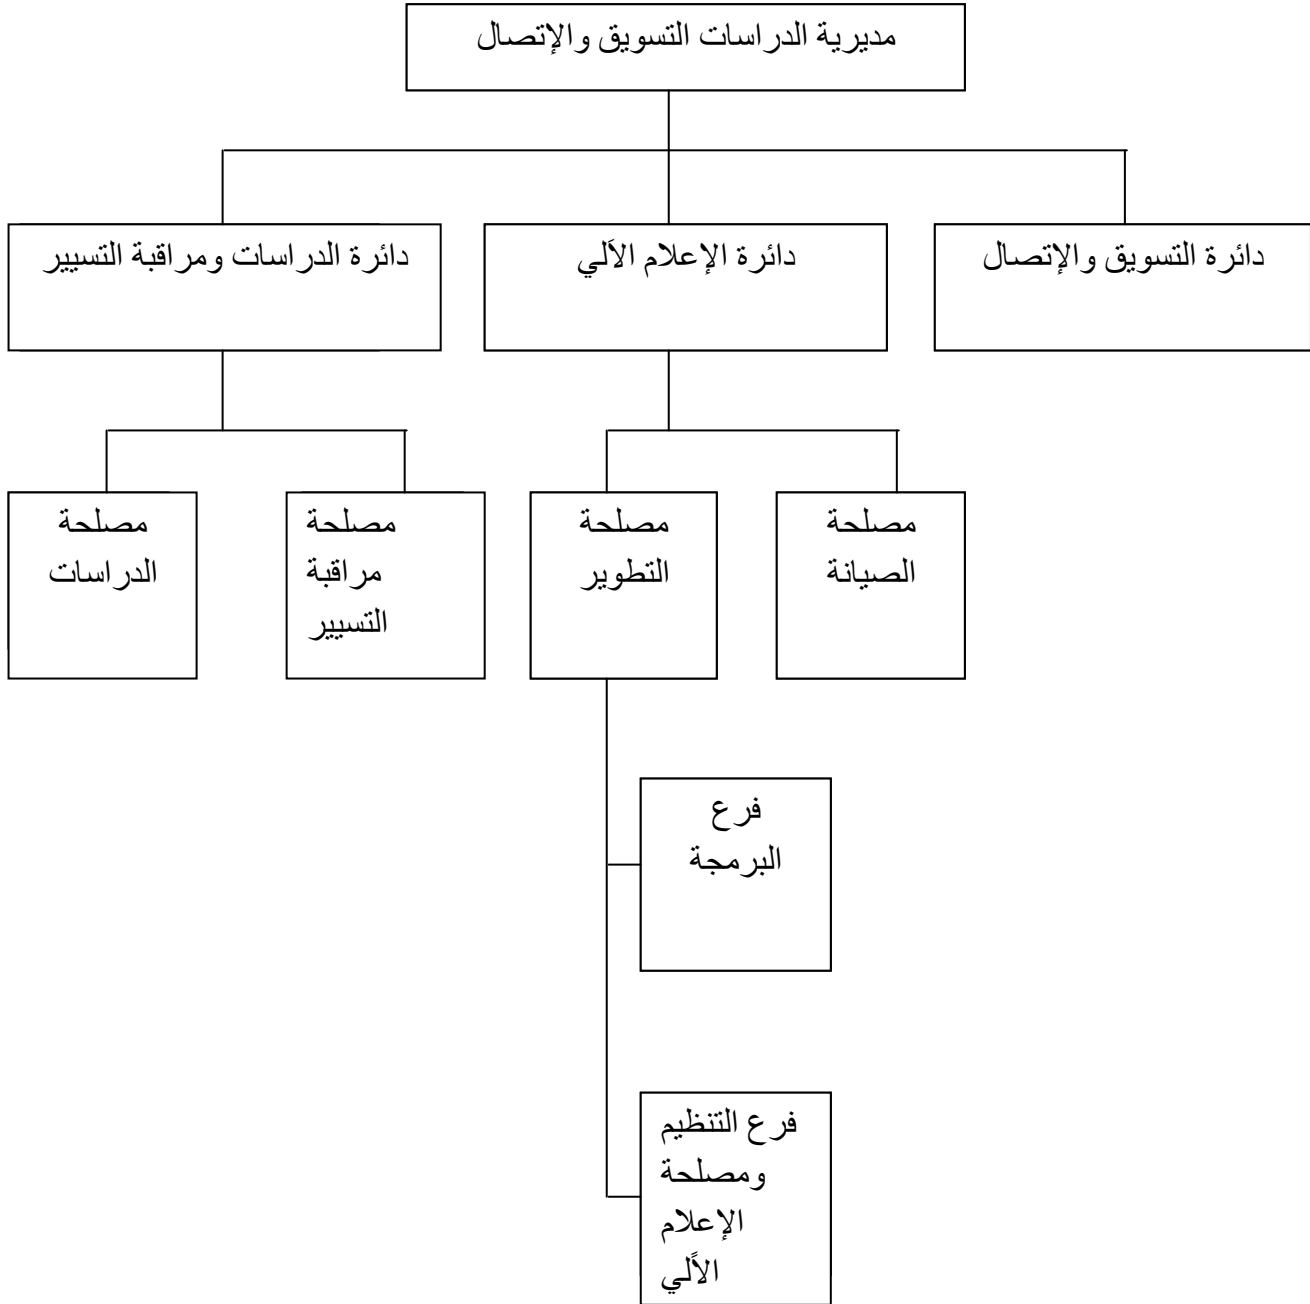 مديرية الدراسات التسويق والإتصال
دائرة التسويق والإتصال
دائرة الإعلام الآلي
دائرة الدراسات ومراقبة التسيير
مصلحة
الصيانة
مصلحة
التطوير
مصلحة
مراقبة
التسيير
مصلحة
الدراسات
فرع
البرمجة
فرع التنظيم
ومصلحة
الإعلام
الألي